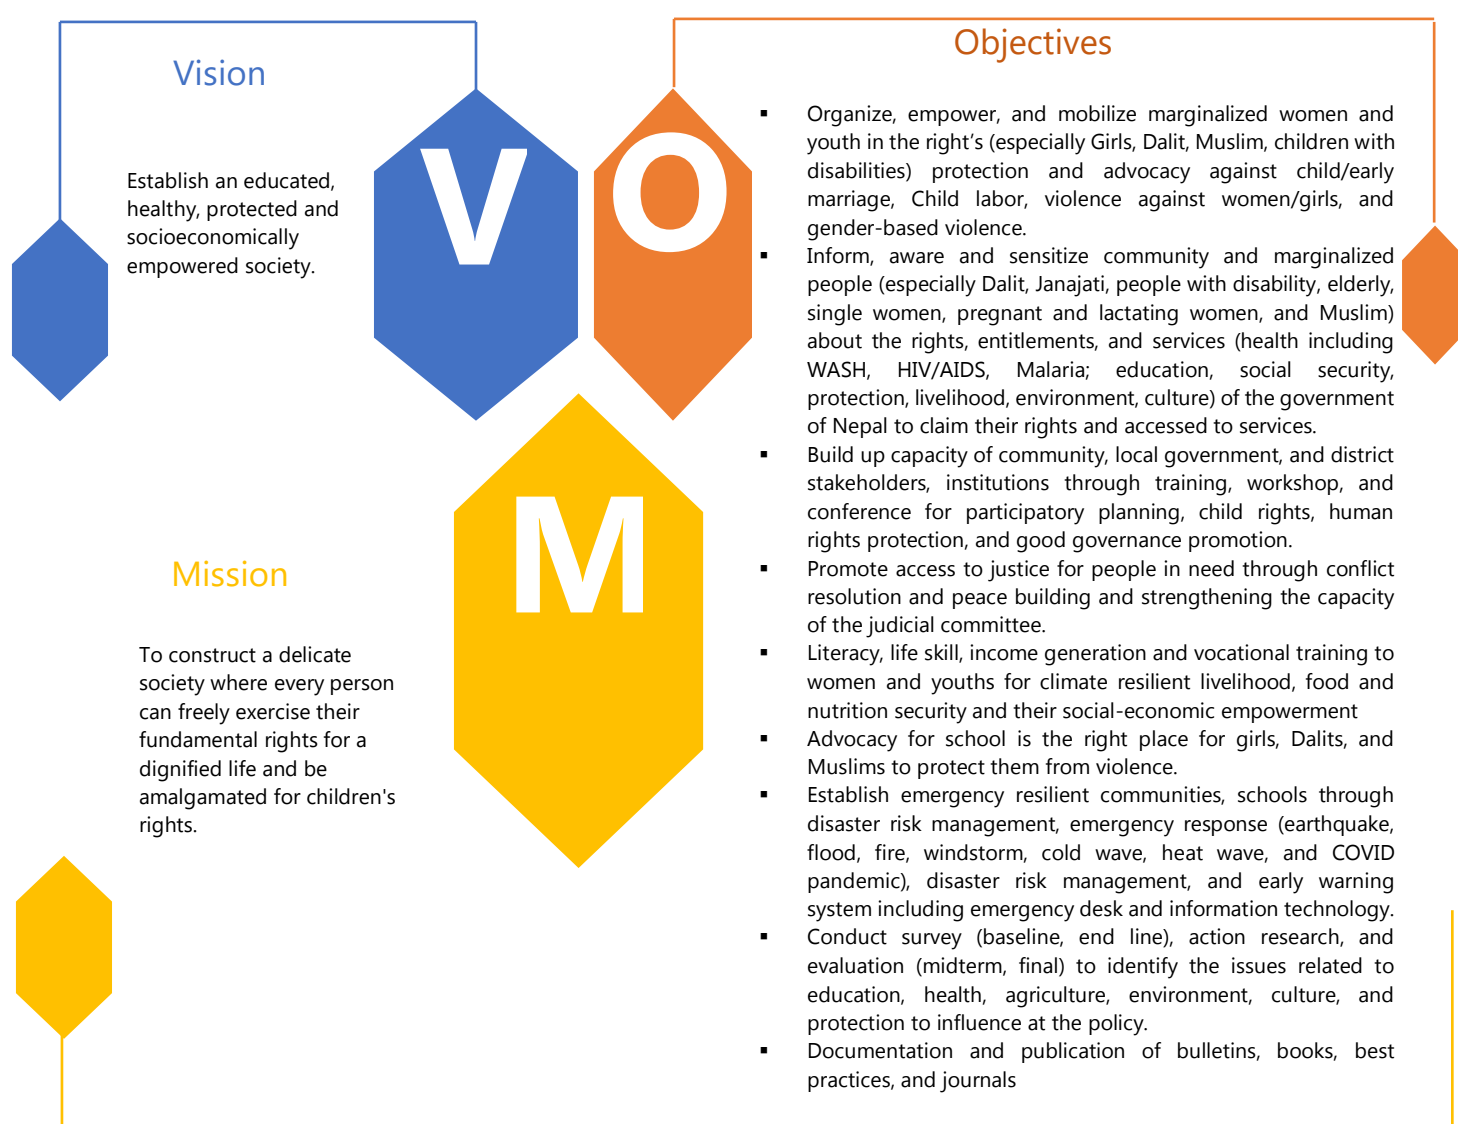 Vision
Establish an educated,
healthy, protected and
socioeconomically
empowered society.
V
O
M
Mission
To construct a delicate
society where every person
can freely exercise their
fundamental rights for a
dignified life and be
amalgamated for children's
rights.
Objectives
▪ Organize, empower, and mobilize marginalized women and
youth in the right’s (especially Girls, Dalit, Muslim, children with
disabilities) protection and advocacy against child/early
marriage, Child labor, violence against women/girls, and
gender-based violence.
▪ Inform, aware and sensitize community and marginalized
people (especially Dalit, Janajati, people with disability, elderly,
single women, pregnant and lactating women, and Muslim)
about the rights, entitlements, and services (health including
WASH, HIV/AIDS, Malaria; education, social security,
protection, livelihood, environment, culture) of the government
of Nepal to claim their rights and accessed to services.
▪ Build up capacity of community, local government, and district
stakeholders, institutions through training, workshop, and
conference for participatory planning, child rights, human
rights protection, and good governance promotion.
▪ Promote access to justice for people in need through conflict
resolution and peace building and strengthening the capacity
of the judicial committee.
▪ Literacy, life skill, income generation and vocational training to
women and youths for climate resilient livelihood, food and
nutrition security and their social-economic empowerment
▪ Advocacy for school is the right place for girls, Dalits, and
Muslims to protect them from violence.
▪ Establish emergency resilient communities, schools through
disaster risk management, emergency response (earthquake,
flood, fire, windstorm, cold wave, heat wave, and COVID
pandemic), disaster risk management, and early warning
system including emergency desk and information technology.
▪ Conduct survey (baseline, end line), action research, and
evaluation (midterm, final) to identify the issues related to
education, health, agriculture, environment, culture, and
protection to influence at the policy.
▪ Documentation and publication of bulletins, books, best
practices, and journals